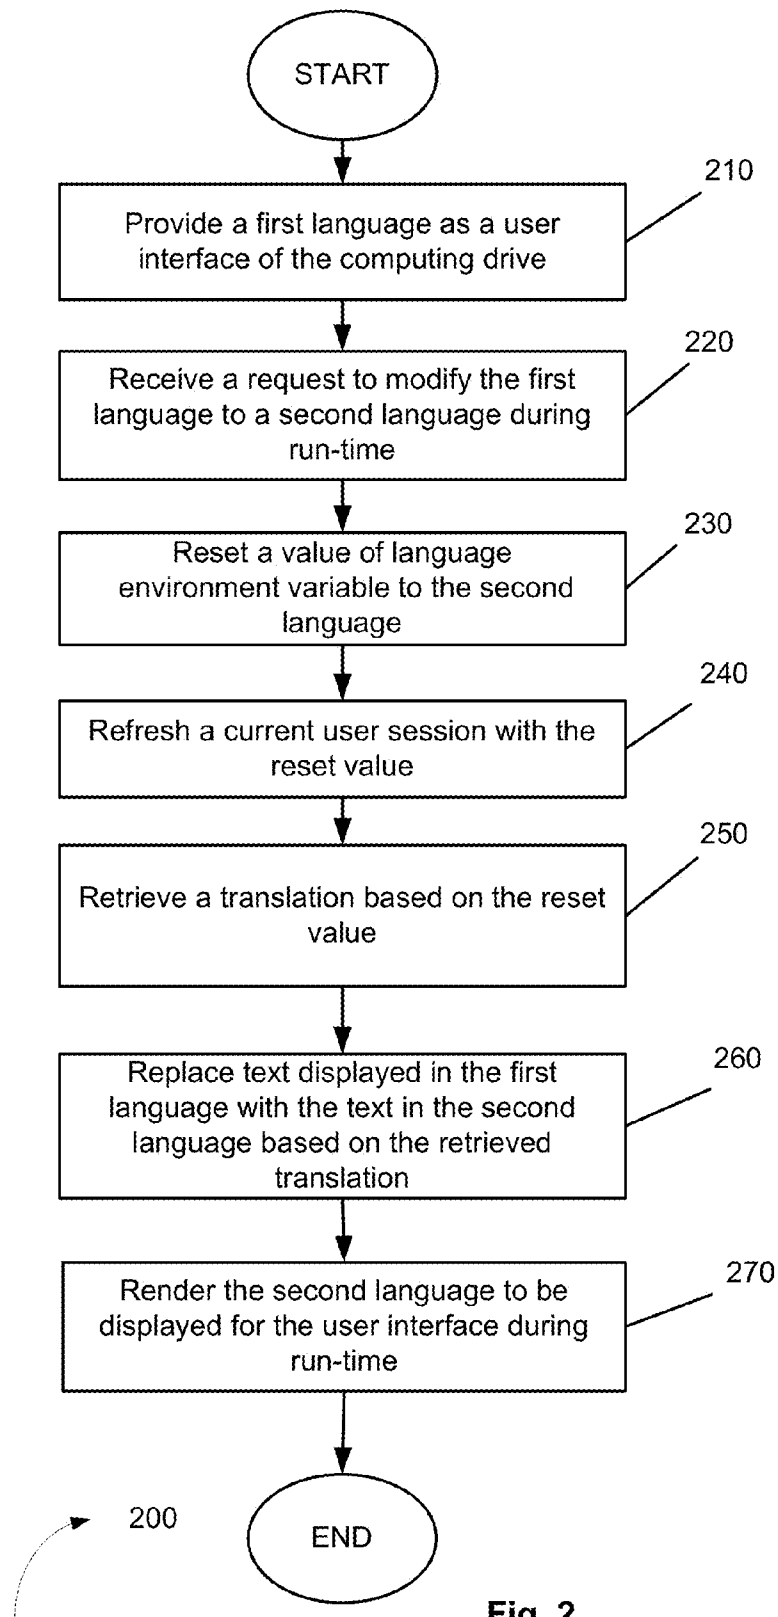 START
210
Provide a first language as a user
interface of the computing drive
220
Receive a request to modify the first
language to a second language during
run-time
230
Reset a value of language
environment variable to the second
language
240
Refresh a current user session with the
reset value
250
Retrieve a translation based on the reset
value
260
Replace text displayed in the first
language with the text in the second
language based on the retrieved
translation
270
Render the second language to be
displayed for the user interface during
run-time
200
END
Fig. 2